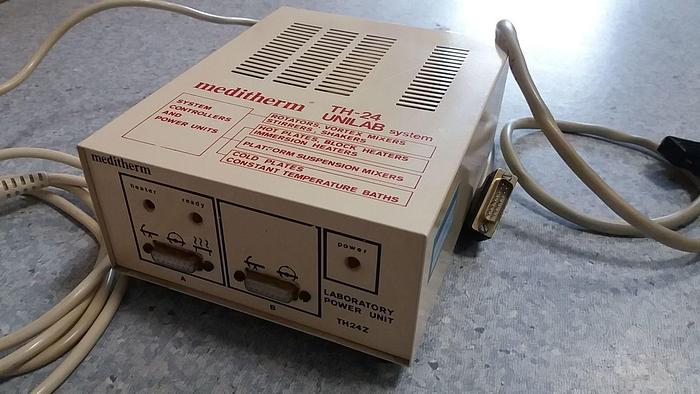 meditherm
TH-24
UNILAB system
SYSTEM
CONTROLLERS
AND
POWER UNITS
ROTATORS, VORTEX MIXERS
STIRRERS, SHAKERS
HOT PLATES, BLOCK HEATERS
IMMERSION HEATERS
PLATFORM SUSPENSION MIXERS
COLD PLATES
CONSTANT TEMPERATURE BATHS
meditherm
heater
ready
power
A
B
LABORATORY
POWER UNIT
TH24Z